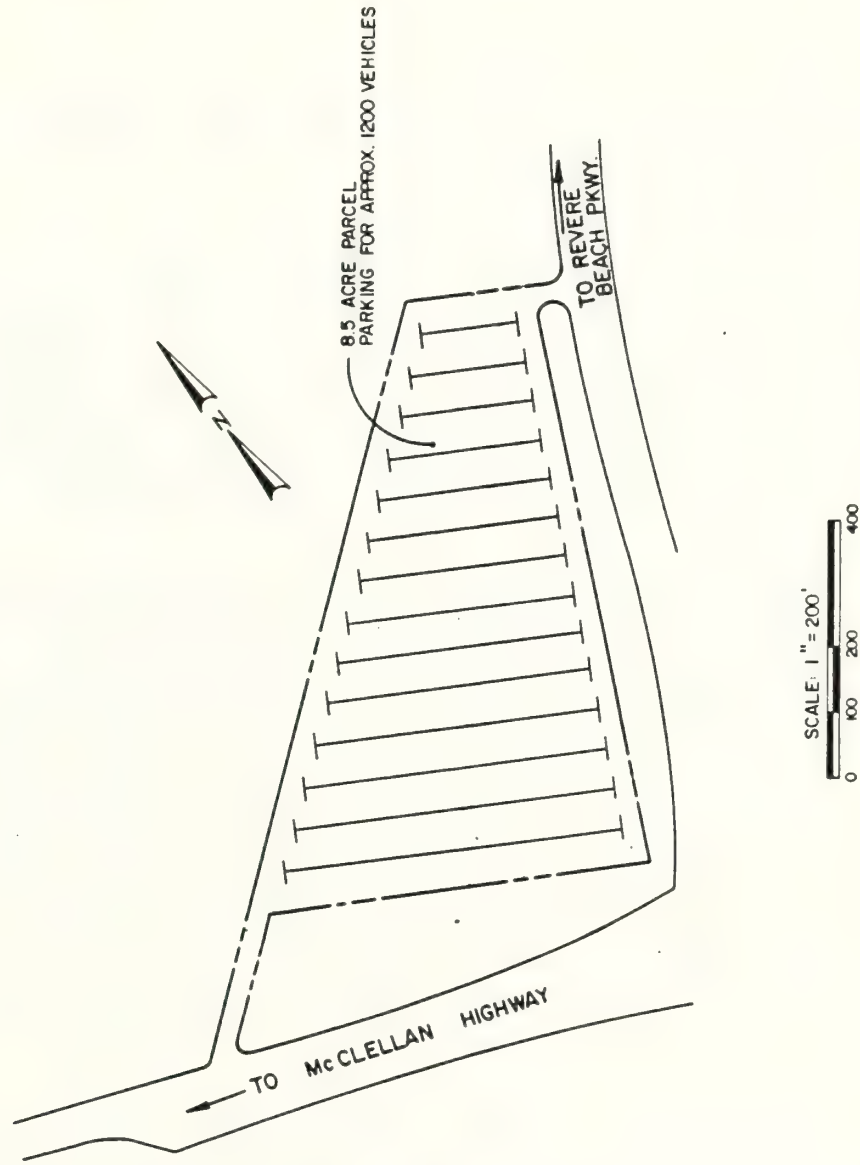 8.5 ACRE PARCEL
PARKING FOR APPROX. 1200 VEHICLES
N
TO REVERE
BEACH PKWY.
TO McCLELLAN HIGHWAY
SCALE: 1" = 200'
0 100 200 400